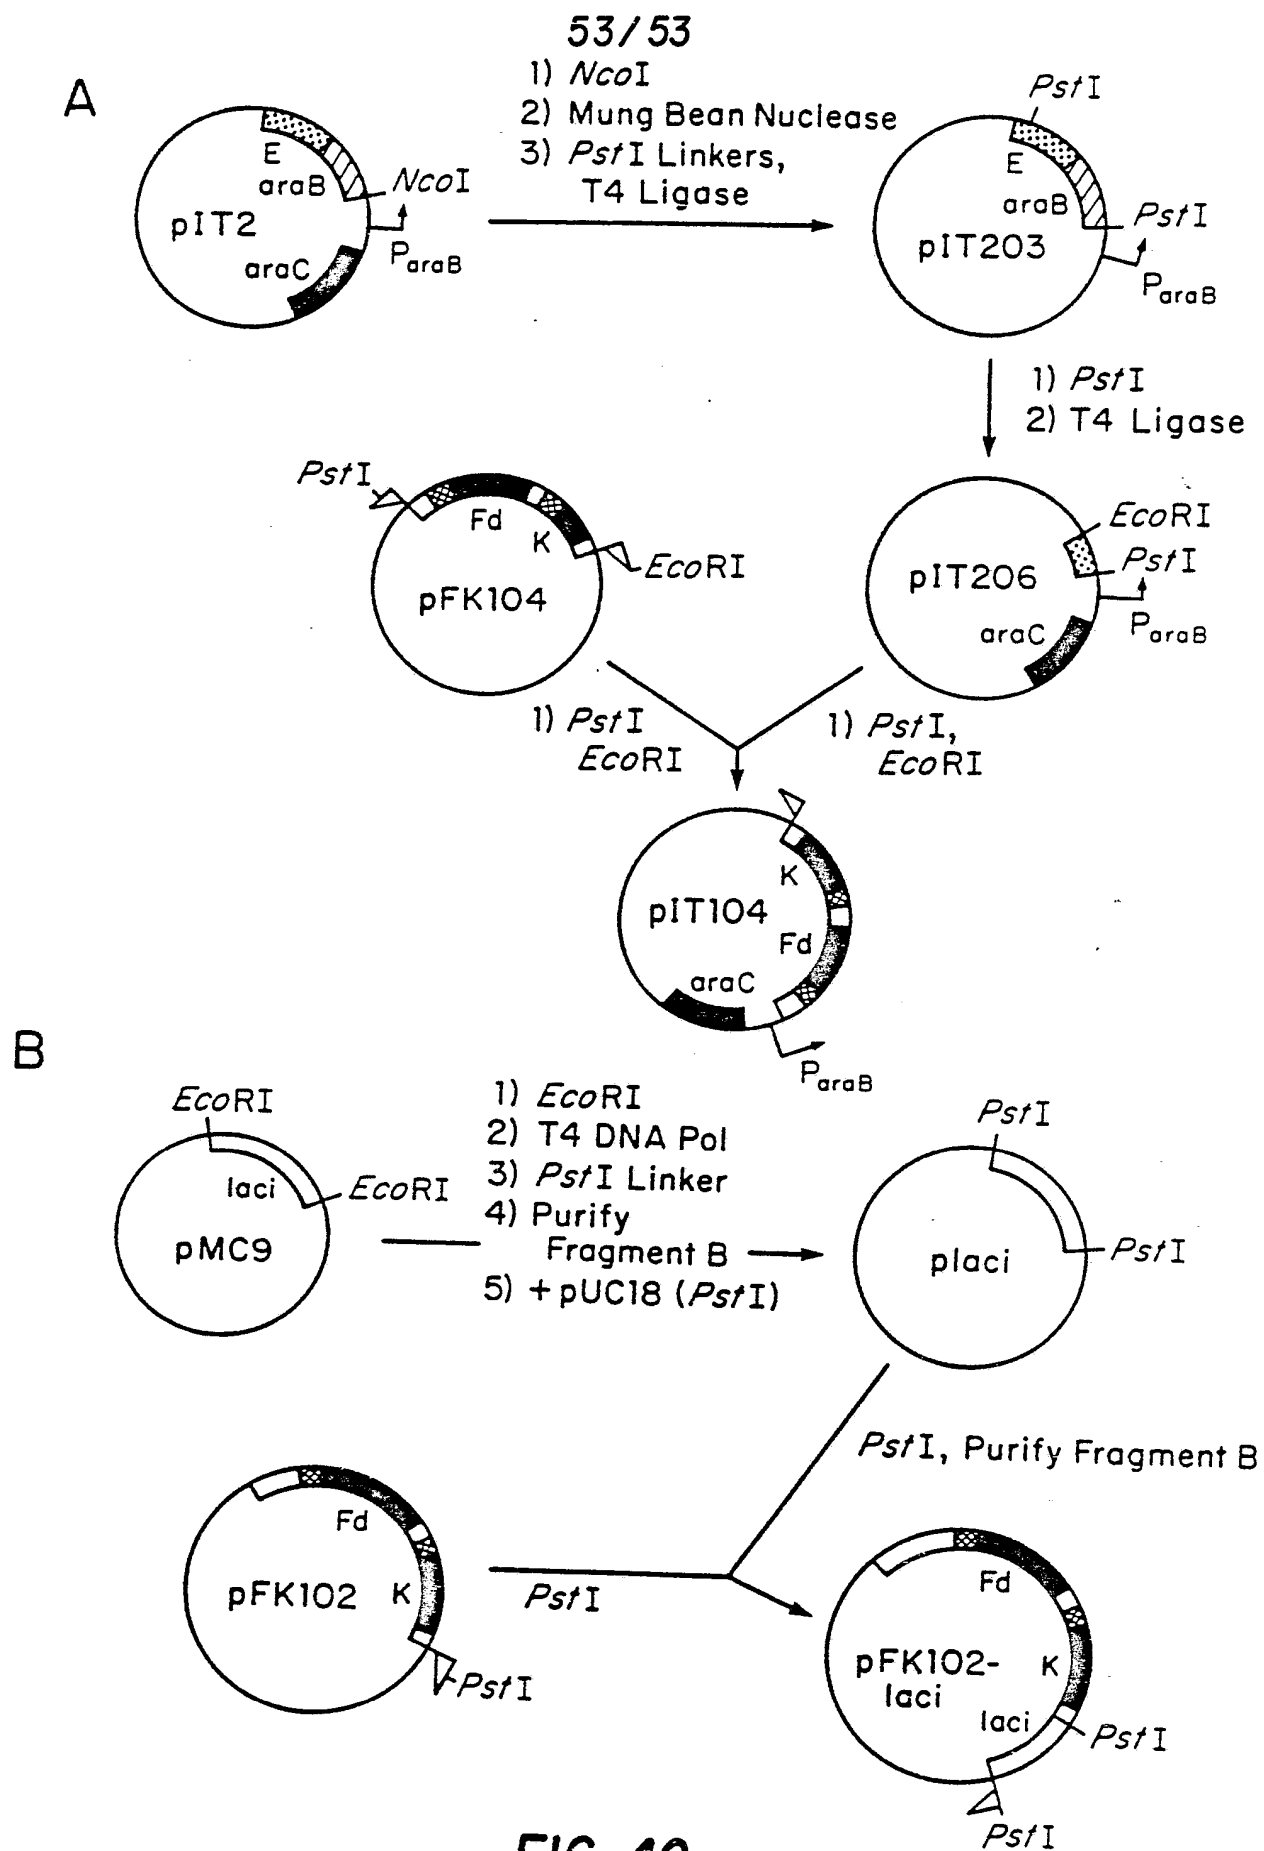 53/53
A
1) NcoI
2) Mung Bean Nuclease
3) PstI Linkers,
T4 Ligase
E
araB
NcoI
pIT2
ParaB
araC
PstI
E
araB
PstI
pIT203
ParaB
1) PstI
2) T4 Ligase
PstI
Fd
K
EcoRI
pFK104
EcoRI
PstI
pIT206
ParaB
araC
1) PstI
EcoRI
1) PstI,
EcoRI
K
pIT104
Fd
araC
ParaB
B
EcoRI
laci
EcoRI
pMC9
1) EcoRI
2) T4 DNA Pol
3) PstI Linker
4) Purify
Fragment B
5) + pUC18 (PstI)
PstI
PstI
placi
PstI, Purify Fragment B
Fd
pFK102
K
PstI
PstI
Fd
pFK102-
laci
K
laci
PstI
PstI